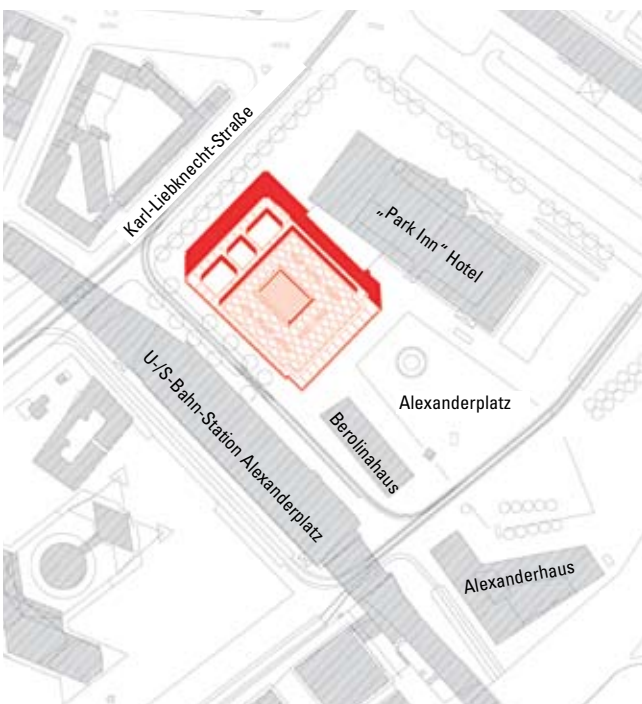 Karl-Liebknecht-Straße
„Park Inn“ Hotel
U-/S-Bahn-Station Alexanderplatz
Alexanderplatz
Berolinahaus
Alexanderhaus